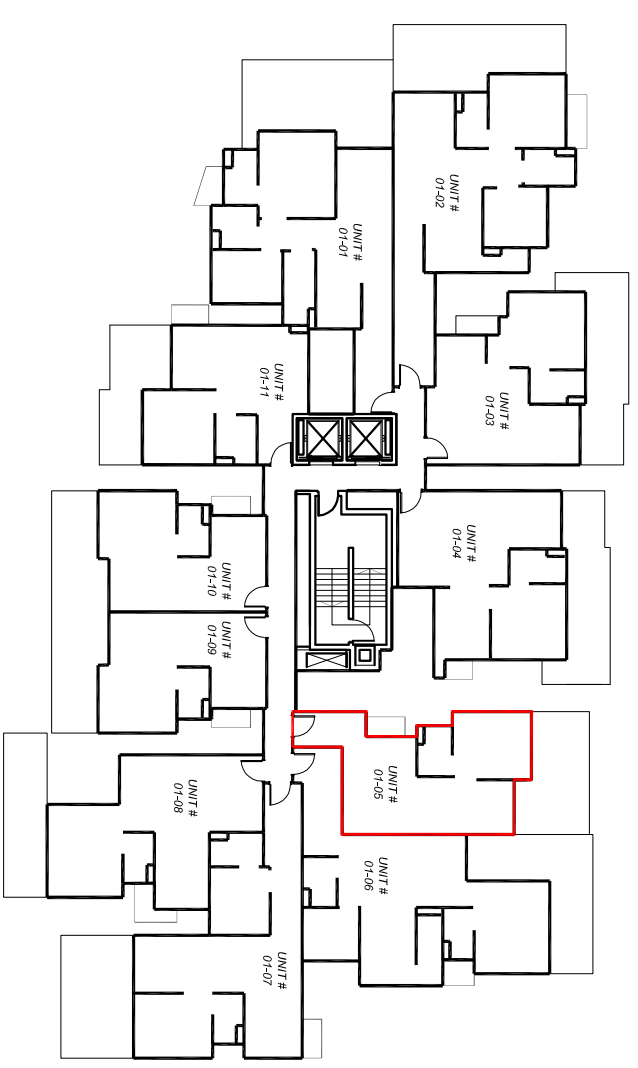 UNIT #
01-02
UNIT #
01-01
UNIT #
01-11
UNIT #
01-03
UNIT #
01-04
UNIT #
01-10
UNIT #
01-09
UNIT #
01-05
UNIT #
01-08
UNIT #
01-06
UNIT #
01-07